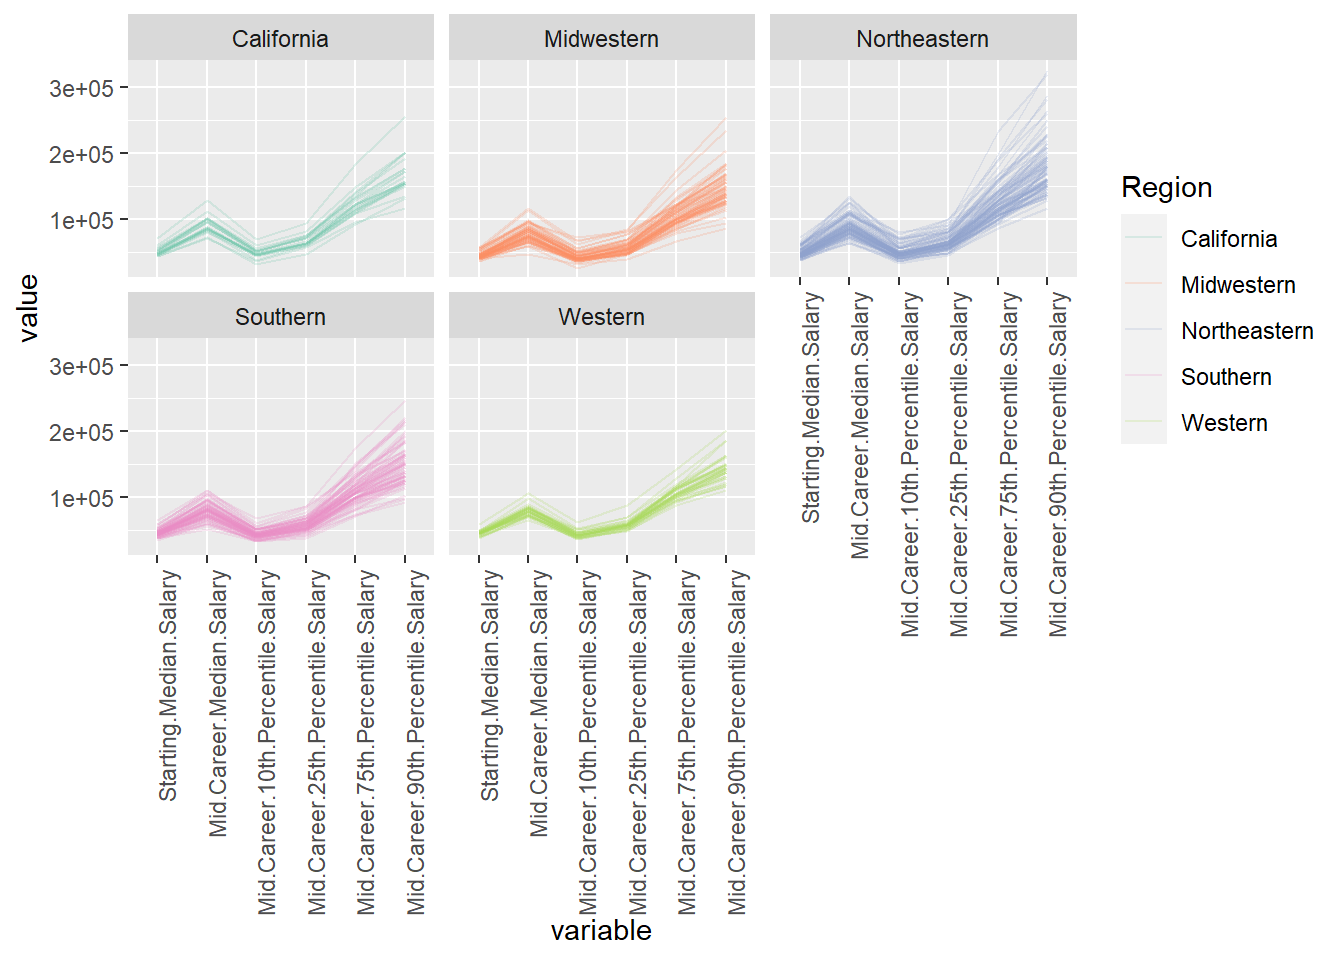 California
Midwestern
Northeastern
3e+05
2e+05
1e+05
value
Southern
Western
3e+05
2e+05
1e+05
Starting.Median.Salary
Mid.Career.Median.Salary
Mid.Career.10th.Percentile.Salary
Mid.Career.25th.Percentile.Salary
Mid.Career.75th.Percentile.Salary
Mid.Career.90th.Percentile.Salary
Starting.Median.Salary
Mid.Career.Median.Salary
Mid.Career.10th.Percentile.Salary
Mid.Career.25th.Percentile.Salary
Mid.Career.75th.Percentile.Salary
Mid.Career.90th.Percentile.Salary
Starting.Median.Salary
Mid.Career.Median.Salary
Mid.Career.10th.Percentile.Salary
Mid.Career.25th.Percentile.Salary
Mid.Career.75th.Percentile.Salary
Mid.Career.90th.Percentile.Salary
variable
Region
California
Midwestern
Northeastern
Southern
Western